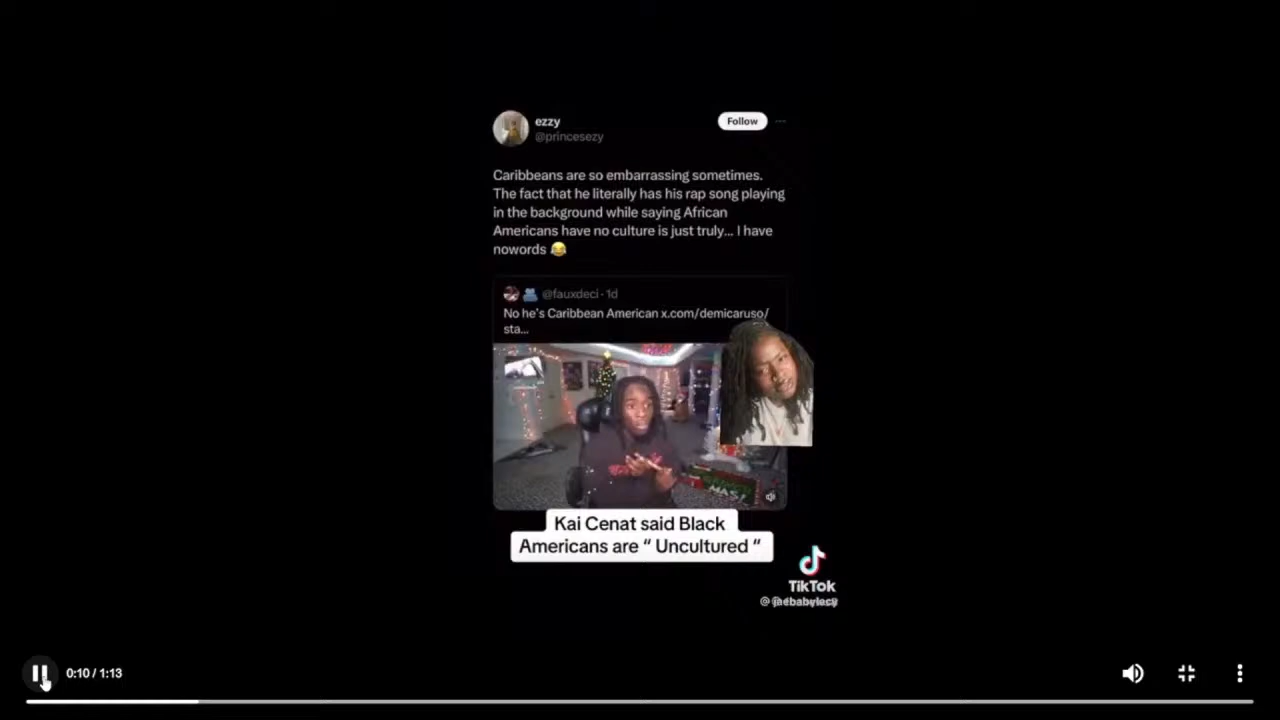 ezzy
@princesezy
Follow
Caribbeans are so embarrassing sometimes.
The fact that he literally has his rap song playing
in the background while saying African
Americans have no culture is just truly... I have
nowords 😂
@fauxdeci · 1d
No he's Caribbean American x.com/demicaruso/
sta...
MAS
Kai Cenat said Black
Americans are “ Uncultured “
TikTok
0:10 / 1:13